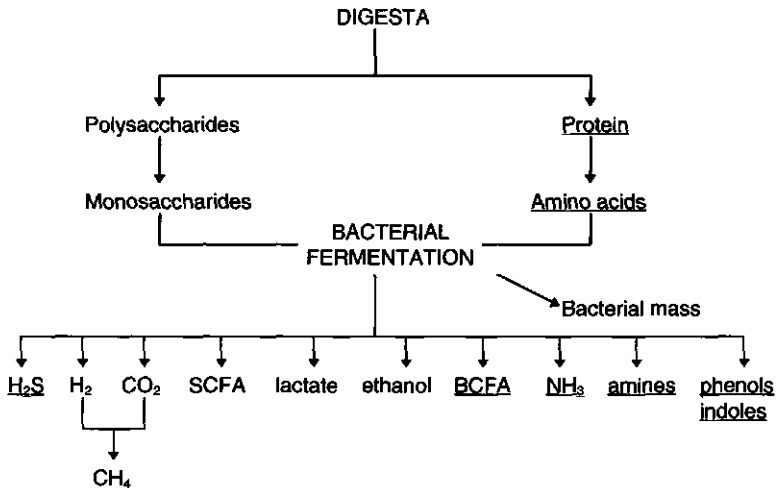 DIGESTA
Polysaccharides
Protein
Monosaccharides
Amino acids
BACTERIAL
FERMENTATION
Bacterial mass
H₂S H₂ CO₂ SCFA lactate ethanol BCFA NH₃ amines phenols
indoles
CH₄